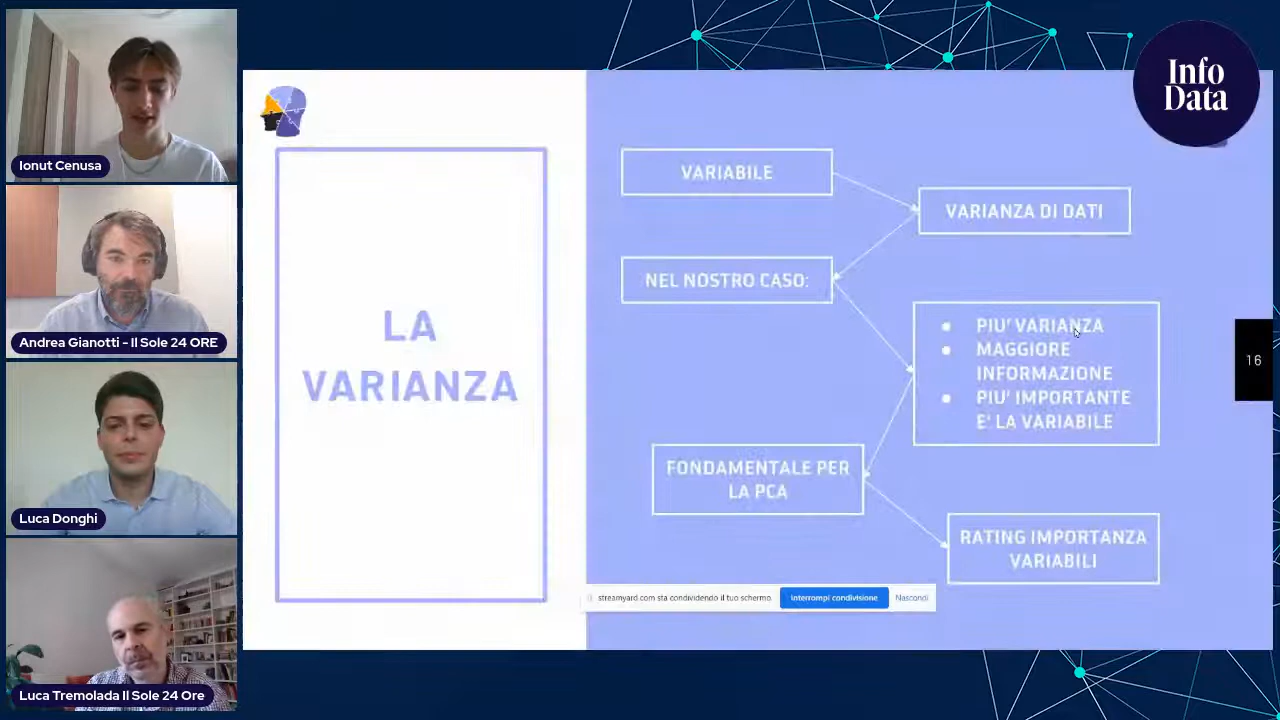 Info
Data
Ionut Cenusa
Andrea Gianotti - Il Sole 24 ORE
Luca Donghi
Luca Tremolada Il Sole 24 Ore
LA
VARIANZA
VARIABILE
VARIANZA DI DATI
NEL NOSTRO CASO:
● PIU' VARIANZA
● MAGGIORE
INFORMAZIONE
● PIU' IMPORTANTE
E' LA VARIABILE
FONDAMENTALE PER
LA PCA
RATING IMPORTANZA
VARIABILI
16
streamyard.com sta condividendo il tuo schermo.
Interrompi condivisione
Nascondi